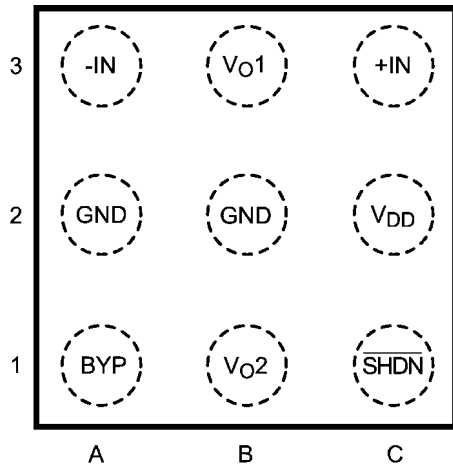 3 -IN VO1 +IN
2 GND GND VDD
1 BYP VO2 SHDN
A B C